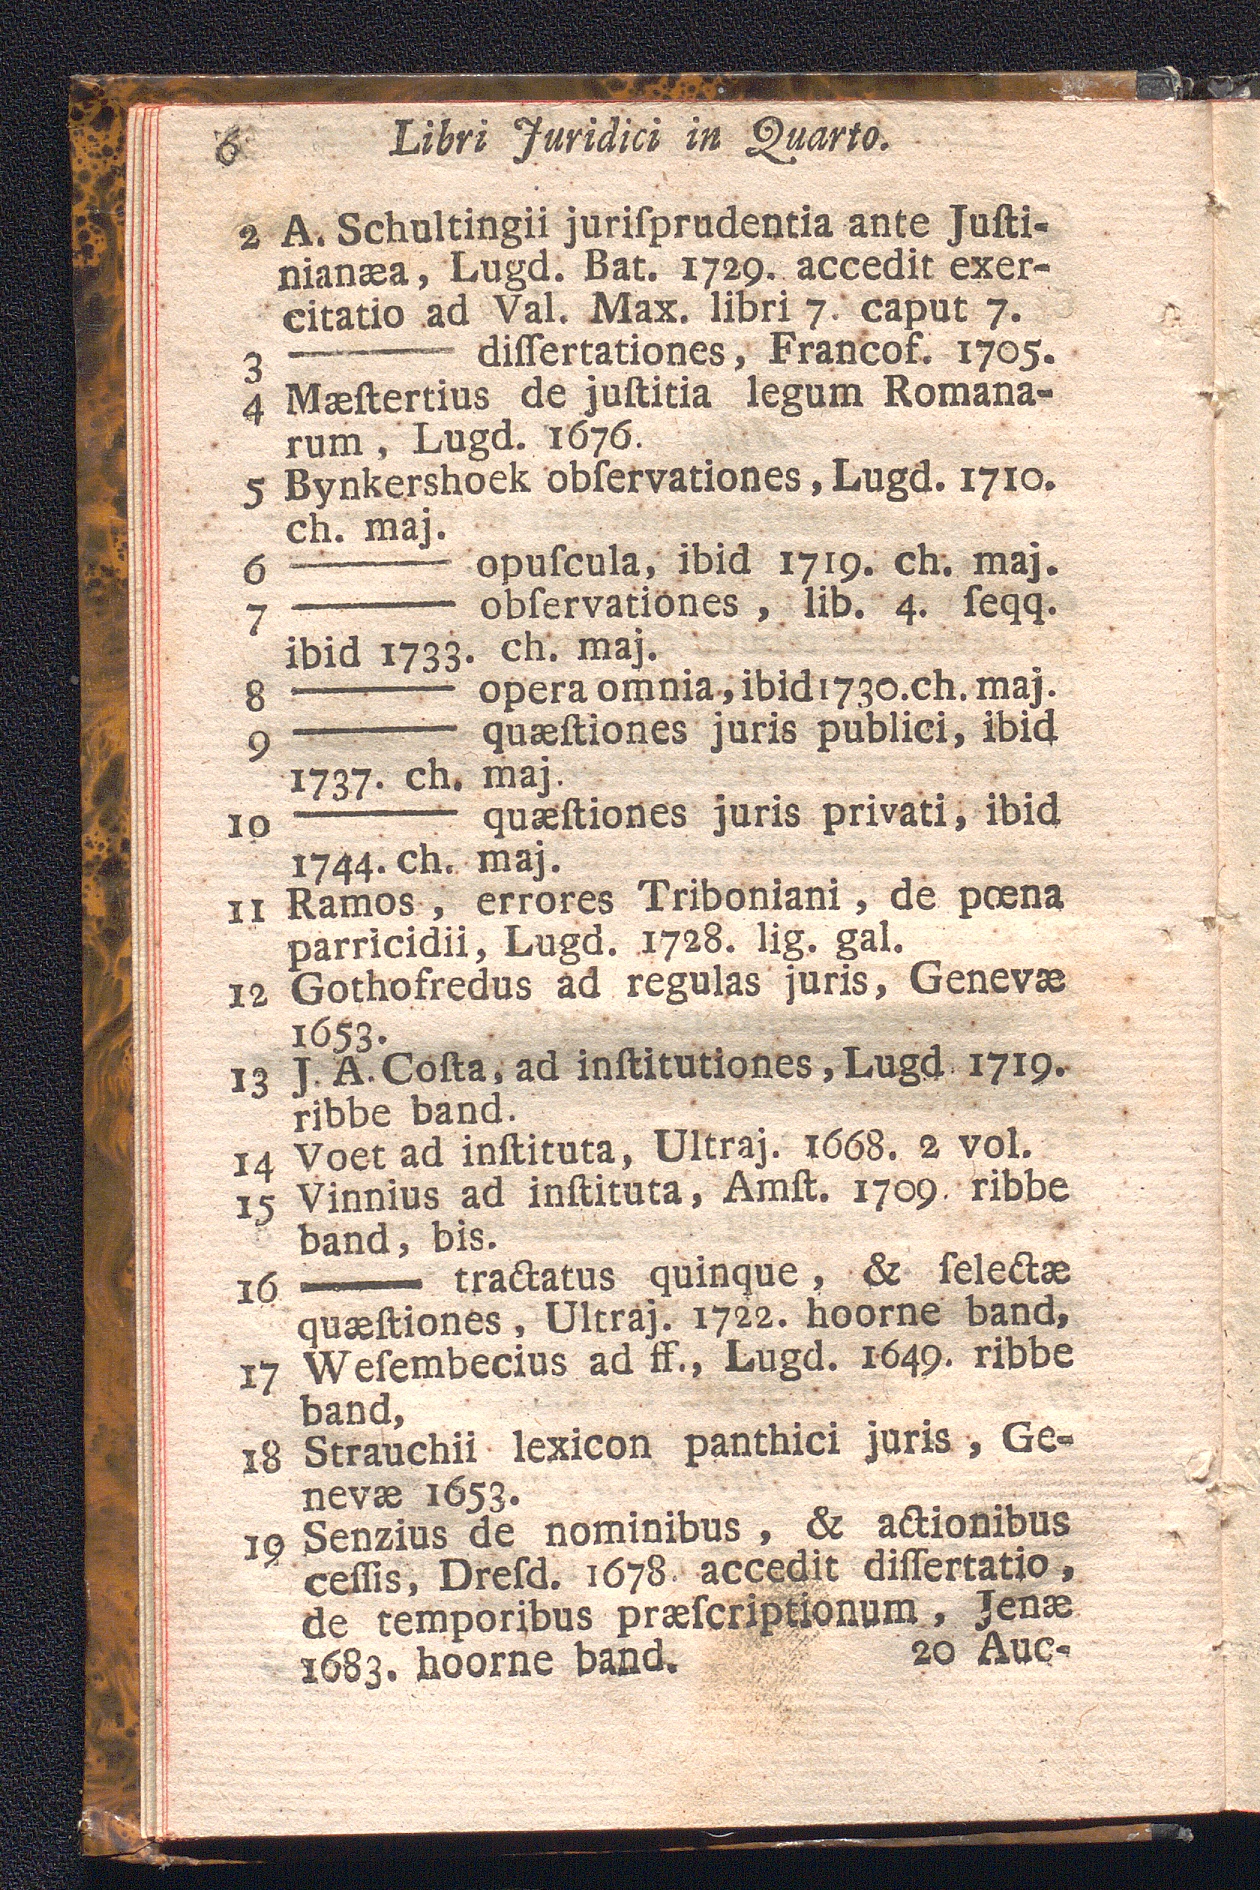 6 Libri Juridici in Quarto.
2 A. Schultingii juriſprudentia ante Juſti-
nianæa, Lugd. Bat. 1729. accedit exer-
citatio ad Val. Max. libri 7. caput 7.
3 ——— diſſertationes, Francof. 1705.
4 Mæſtertius de juſtitia legum Romana-
rum, Lugd. 1676.
5 Bynkershoek obſervationes, Lugd. 1710.
ch. maj.
6 ——— opuſcula, ibid 1719. ch. maj.
7 ——— obſervationes, lib. 4. ſeqq.
ibid 1733. ch. maj.
8 ——— opera omnia, ibid 1730. ch. maj.
9 ——— quæſtiones juris publici, ibid
1737. ch. maj.
10 ——— quæſtiones juris privati, ibid
1744. ch. maj.
11 Ramos, errores Triboniani, de pœna
parricidii, Lugd. 1728. lig. gal.
12 Gothofredus ad regulas juris, Genevæ
1653.
13 J. A. Coſta, ad inſtitutiones, Lugd. 1719.
ribbe band.
14 Voet ad inſtituta, Ultraj. 1668. 2 vol.
15 Vinnius ad inſtituta, Amſt. 1709. ribbe
band, bis.
16 ——— tractatus quinque, & ſelectæ
quæſtiones, Ultraj. 1722. hoorne band,
17 Weſembecius ad ff., Lugd. 1649. ribbe
band,
18 Strauchii lexicon panthici juris, Ge-
nevæ 1653.
19 Senzius de nominibus, & actionibus
ceſſis, Dreſd. 1678. accedit diſſertatio,
de temporibus præſcriptionum, Jenæ
1683. hoorne band. 20 Auc-